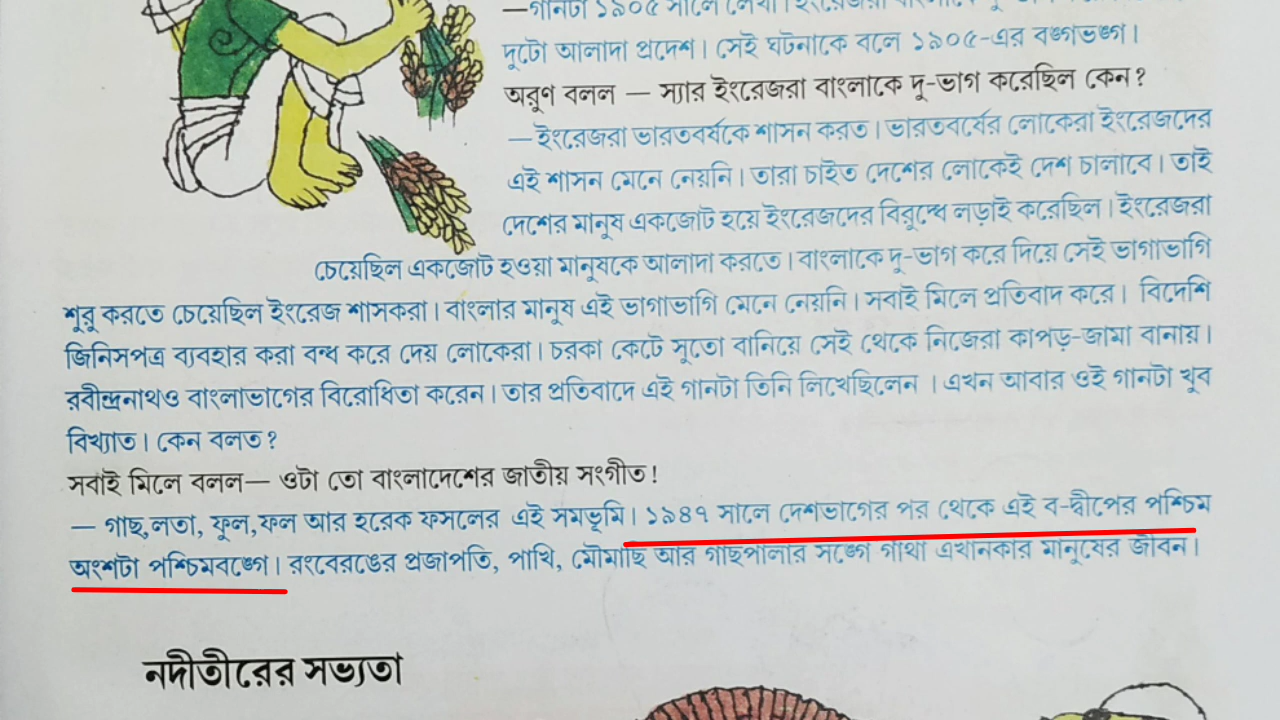 —গানটা ১৯০৫ সালে লেখা। ইংরেজরা বাংলাকে
দুটো আলাদা প্রদেশ। সেই ঘটনাকে বলে ১৯০৫-এর বঙ্গভঙ্গ।
অরুণ বলল — স্যার ইংরেজরা বাংলাকে দু-ভাগ করেছিল কেন?
—ইংরেজরা ভারতবর্ষকে শাসন করত। ভারতবর্ষের লোকেরা ইংরেজদের
এই শাসন মেনে নেয়নি। তারা চাইত দেশের লোকেই দেশ চালাবে। তাই
দেশের মানুষ একজোট হয়ে ইংরেজদের বিরুদ্ধে লড়াই করেছিল। ইংরেজরা
চেয়েছিল একজোট হওয়া মানুষকে আলাদা করতে। বাংলাকে দু-ভাগ করে দিয়ে সেই ভাগাভাগি
শুরু করতে চেয়েছিল ইংরেজ শাসকরা। বাংলার মানুষ এই ভাগাভাগি মেনে নেয়নি। সবাই মিলে প্রতিবাদ করে। বিদেশি
জিনিসপত্র ব্যবহার করা বন্ধ করে দেয় লোকেরা। চরকা কেটে সুতো বানিয়ে সেই থেকে নিজেরা কাপড়-জামা বানায়।
রবীন্দ্রনাথও বাংলাভাগের বিরোধিতা করেন। তার প্রতিবাদে এই গানটা তিনি লিখেছিলেন । এখন আবার ওই গানটা খুব
বিখ্যাত। কেন বলত?
সবাই মিলে বলল— ওটা তো বাংলাদেশের জাতীয় সংগীত!
— গাছ,লতা, ফুল,ফল আর হরেক ফসলের এই সমভূমি। ১৯৪৭ সালে দেশভাগের পর থেকে এই ব-দ্বীপের পশ্চিম
অংশটা পশ্চিমবঙ্গে। রংবেরঙের প্রজাপতি, পাখি, মৌমাছি আর গাছপালার সঙ্গে গাঁথা এখানকার মানুষের জীবন।
নদীতীরের সভ্যতা